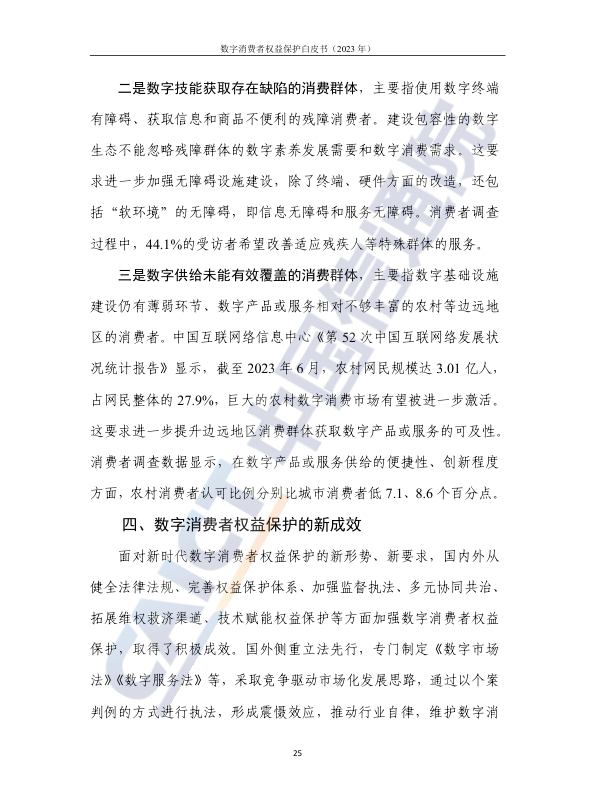 数字消费者权益保护白皮书（2023 年）
二是数字技能获取存在缺陷的消费群体，主要指使用数字终端
有障碍、获取信息和商品不便利的残障消费者。建设包容性的数字
生态不能忽略残障群体的数字素养发展需要和数字消费需求。这要
求进一步加强无障碍设施建设，除了终端、硬件方面的改造，还包
括“软环境”的无障碍，即信息无障碍和服务无障碍。消费者调查
过程中，44.1%的受访者希望改善适应残疾人等特殊群体的服务。
三是数字供给未能有效覆盖的消费群体，主要指数字基础设施
建设仍有薄弱环节、数字产品或服务相对不够丰富的农村等边远地
区的消费者。中国互联网络信息中心《第 52 次中国互联网络发展状
况统计报告》显示，截至 2023 年 6 月，农村网民规模达 3.01 亿人，
占网民整体的 27.9%，巨大的农村数字消费市场有望被进一步激活。
这要求进一步提升边远地区消费群体获取数字产品或服务的可及性。
消费者调查数据显示，在数字产品或服务供给的便捷性、创新程度
方面，农村消费者认可比例分别比城市消费者低 7.1、8.6 个百分点。
四、数字消费者权益保护的新成效
面对新时代数字消费者权益保护的新形势、新要求，国内外从
健全法律法规、完善权益保护体系、加强监督执法、多元协同共治、
拓展维权救济渠道、技术赋能权益保护等方面加强数字消费者权益
保护，取得了积极成效。国外侧重立法先行，专门制定《数字市场
法》《数字服务法》等，采取竞争驱动市场化发展思路，通过以个案
判例的方式进行执法，形成震慑效应，推动行业自律，维护数字消
25
CAICT 中国信通院